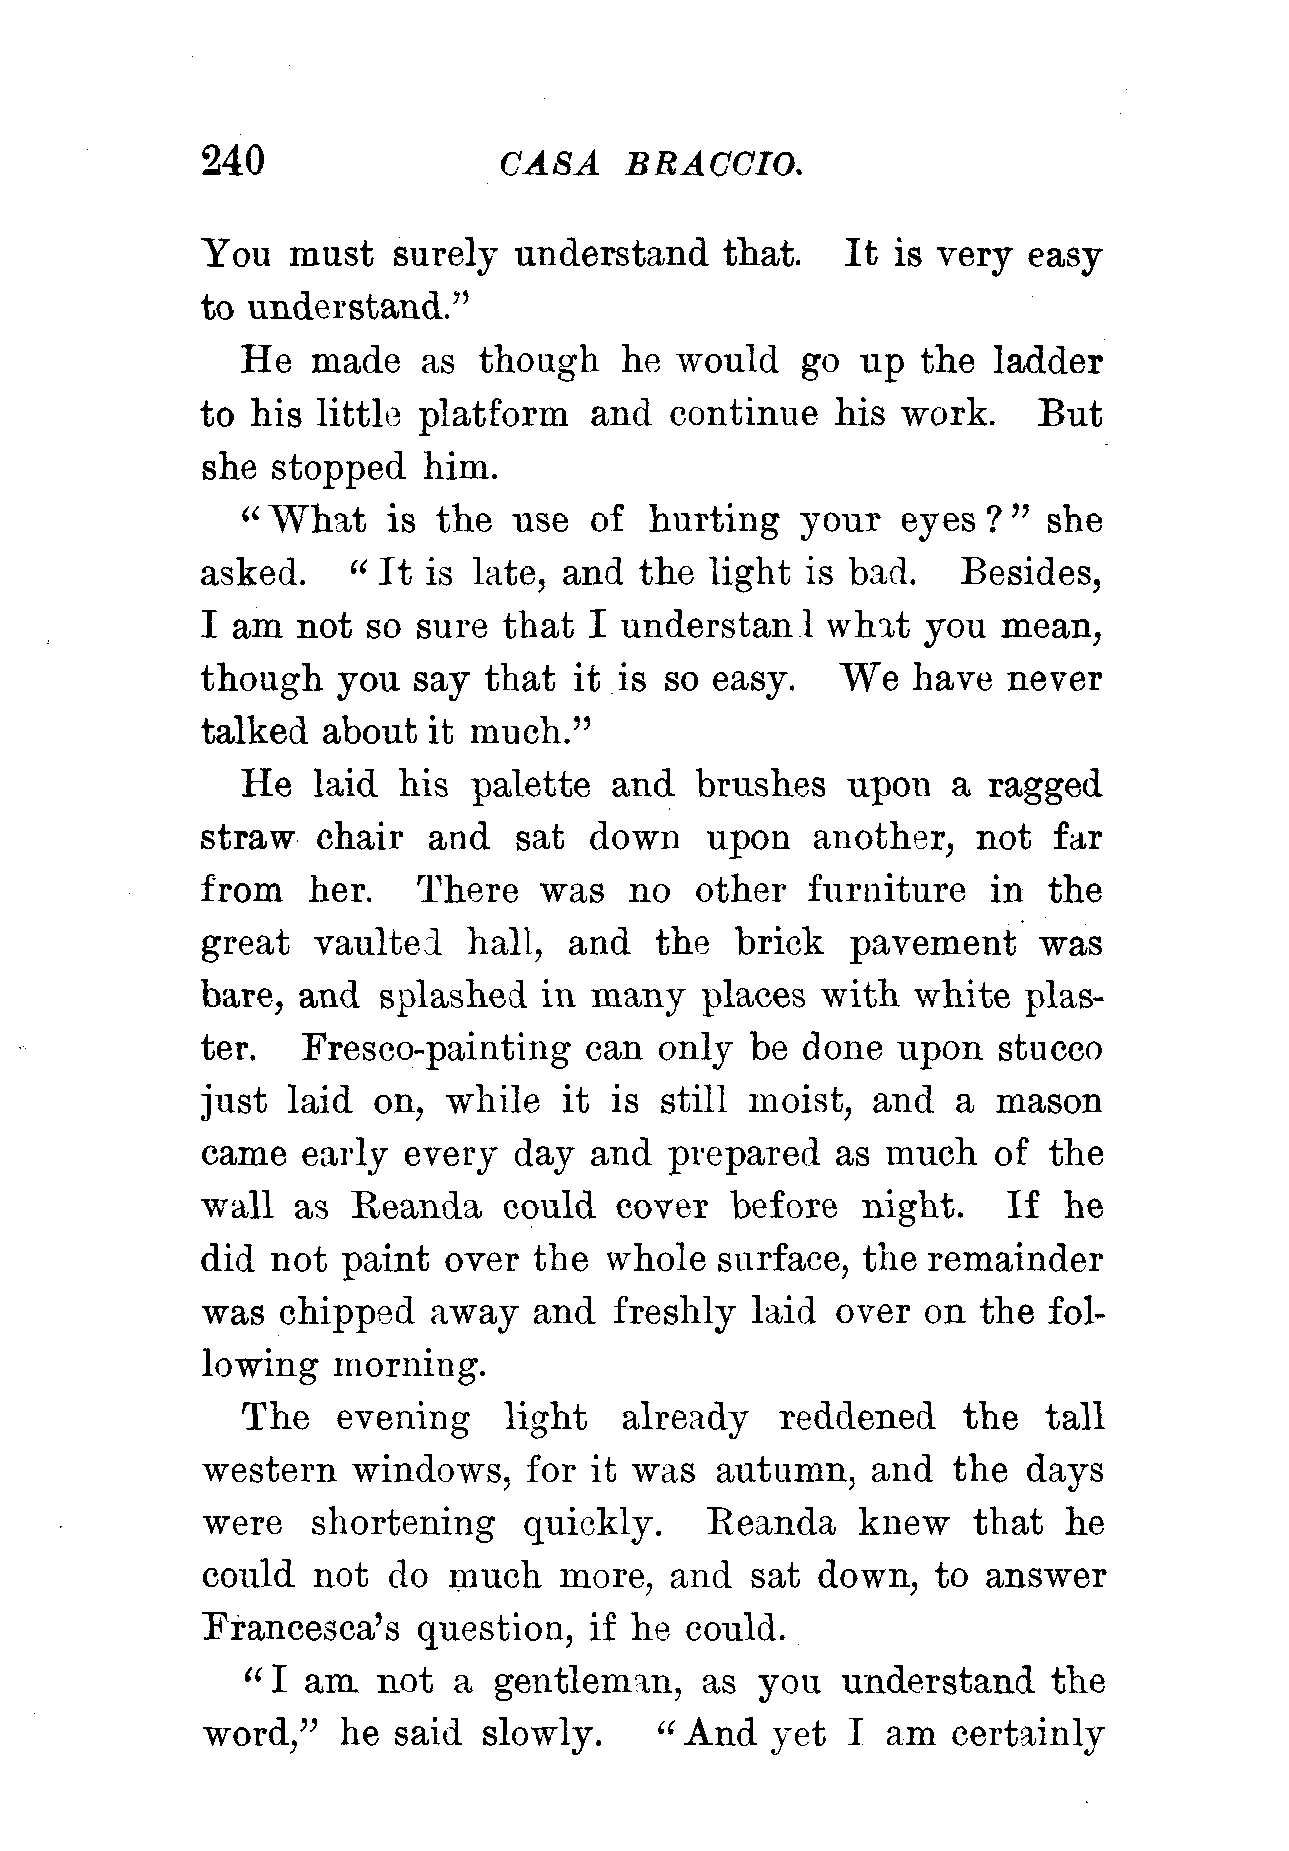 240 CASA BRACCIO.
You must surely understand that. It is very easy
to understand.”
He made as though he would go up the ladder
to his little platform and continue his work. But
she stopped him.
“What is the use of hurting your eyes?” she
asked. “It is late, and the light is bad. Besides,
I am not so sure that I understand what you mean,
though you say that it is so easy. We have never
talked about it much.”
He laid his palette and brushes upon a ragged
straw chair and sat down upon another, not far
from her. There was no other furniture in the
great vaulted hall, and the brick pavement was
bare, and splashed in many places with white plas-
ter. Fresco-painting can only be done upon stucco
just laid on, while it is still moist, and a mason
came early every day and prepared as much of the
wall as Reanda could cover before night. If he
did not paint over the whole surface, the remainder
was chipped away and freshly laid over on the fol-
lowing morning.
The evening light already reddened the tall
western windows, for it was autumn, and the days
were shortening quickly. Reanda knew that he
could not do much more, and sat down, to answer
Francesca’s question, if he could.
“I am not a gentleman, as you understand the
word,” he said slowly. “And yet I am certainly